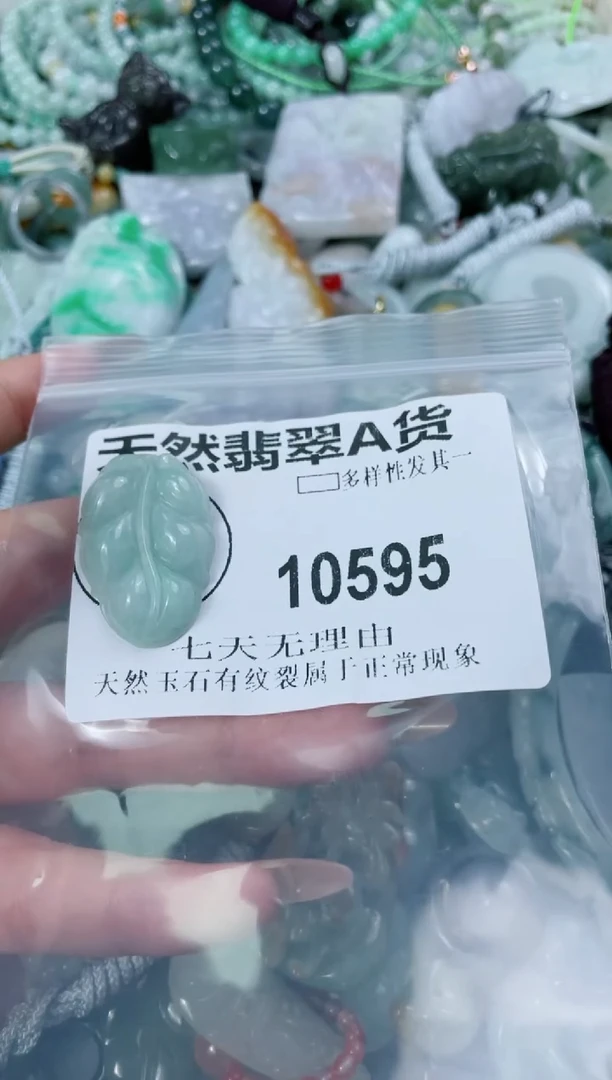 天然翡翠A货
多样性发其一
10595
七天无理由
天然玉石有纹裂属于正常现象